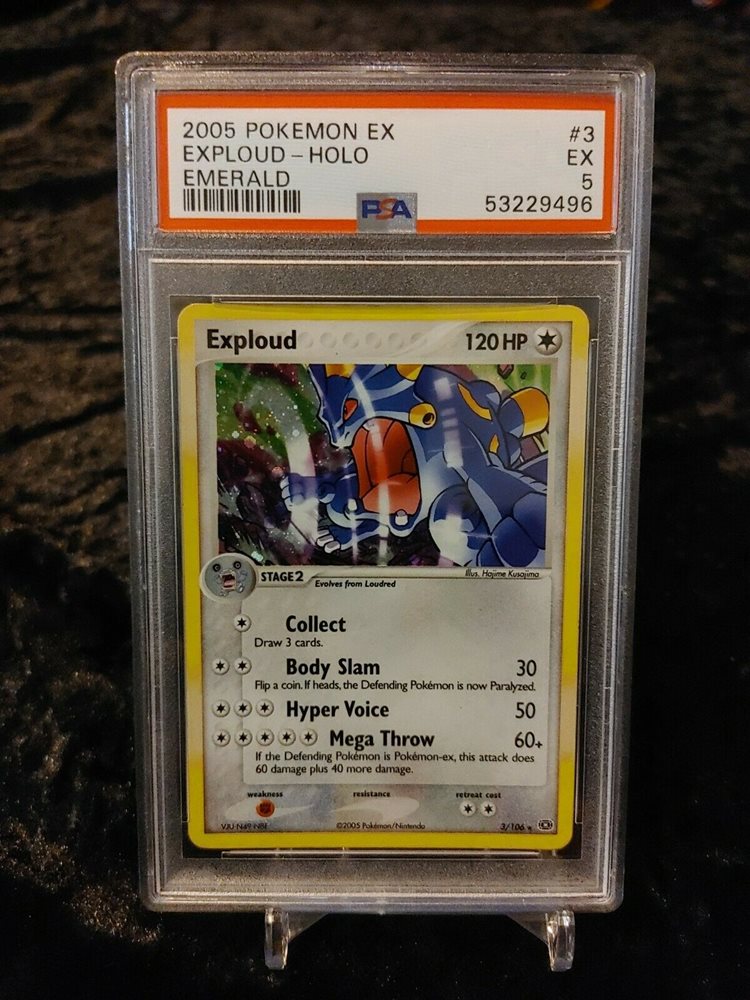 2005 POKEMON EX #3
EXPLOUD - HOLO EX
EMERALD 5
PSA 53229496
Exploud 120 HP
Illus. Hajime Kusajima
STAGE 2 Evolves from Loudred
Collect
Draw 3 cards.
Body Slam 30
Flip a coin. If heads, the Defending Pokémon is now Paralyzed.
Hyper Voice 50
Mega Throw 60+
If the Defending Pokémon is Pokémon-ex, this attack does
60 damage plus 40 more damage.
weakness resistance retreat cost
©2005 Pokémon/Nintendo 3/106